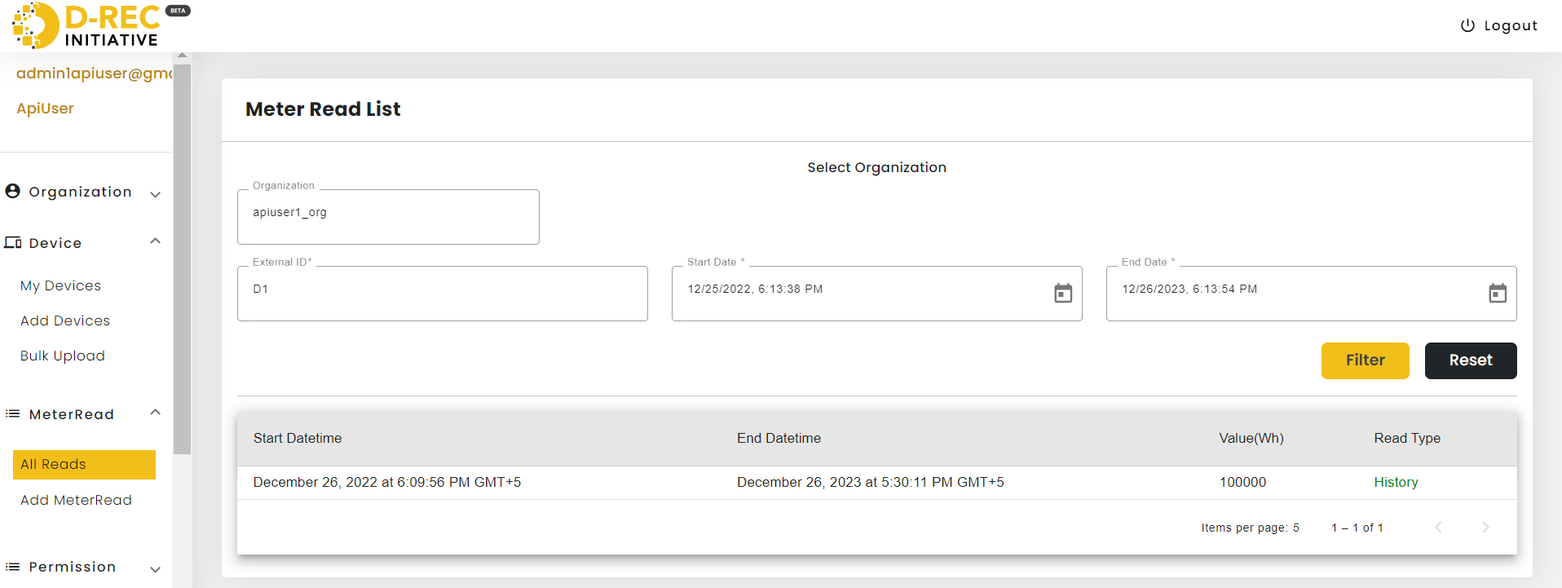 D-REC
INITIATIVE
BETA
Logout
admin1apiuser@gm
ApiUser
Organization
Device
My Devices
Add Devices
Bulk Upload
MeterRead
All Reads
Add MeterRead
Permission
Meter Read List
Select Organization
Organization
apiuser1_org
External ID*
D1
Start Date *
12/25/2022, 6:13:38 PM
End Date *
12/26/2023, 6:13:54 PM
Filter
Reset
Start Datetime End Datetime Value(Wh) Read Type
December 26, 2022 at 6:09:56 PM GMT+5 December 26, 2023 at 5:30:11 PM GMT+5 100000 History
Items per page: 5 1 – 1 of 1